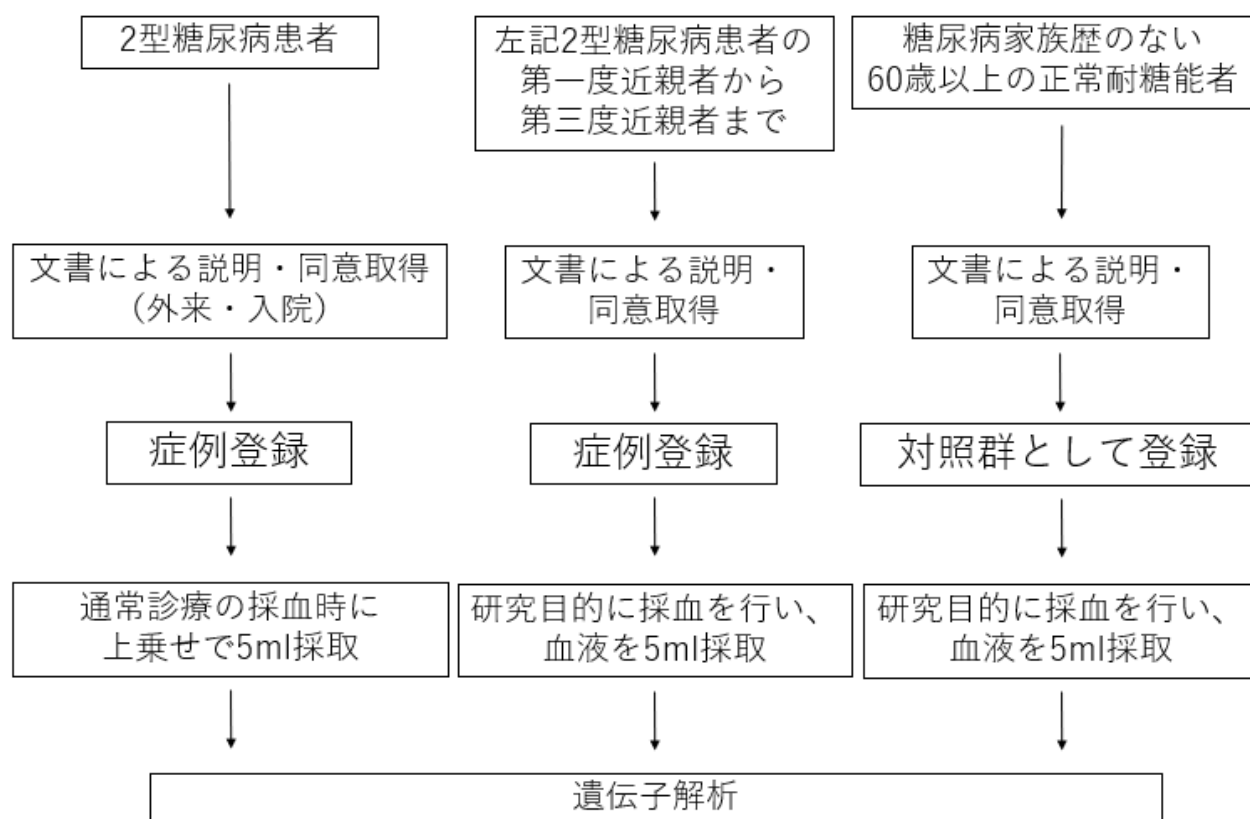 2型糖尿病患者
左記2型糖尿病患者の
第一度近親者から
第三度近親者まで
糖尿病家族歴のない
60歳以上の正常耐糖能者
文書による説明・同意取得
（外来・入院）
文書による説明・
同意取得
文書による説明・
同意取得
症例登録
症例登録
対照群として登録
通常診療の採血時に
上乗せで5ml採取
研究目的に採血を行い、
血液を5ml採取
研究目的に採血を行い、
血液を5ml採取
遺伝子解析